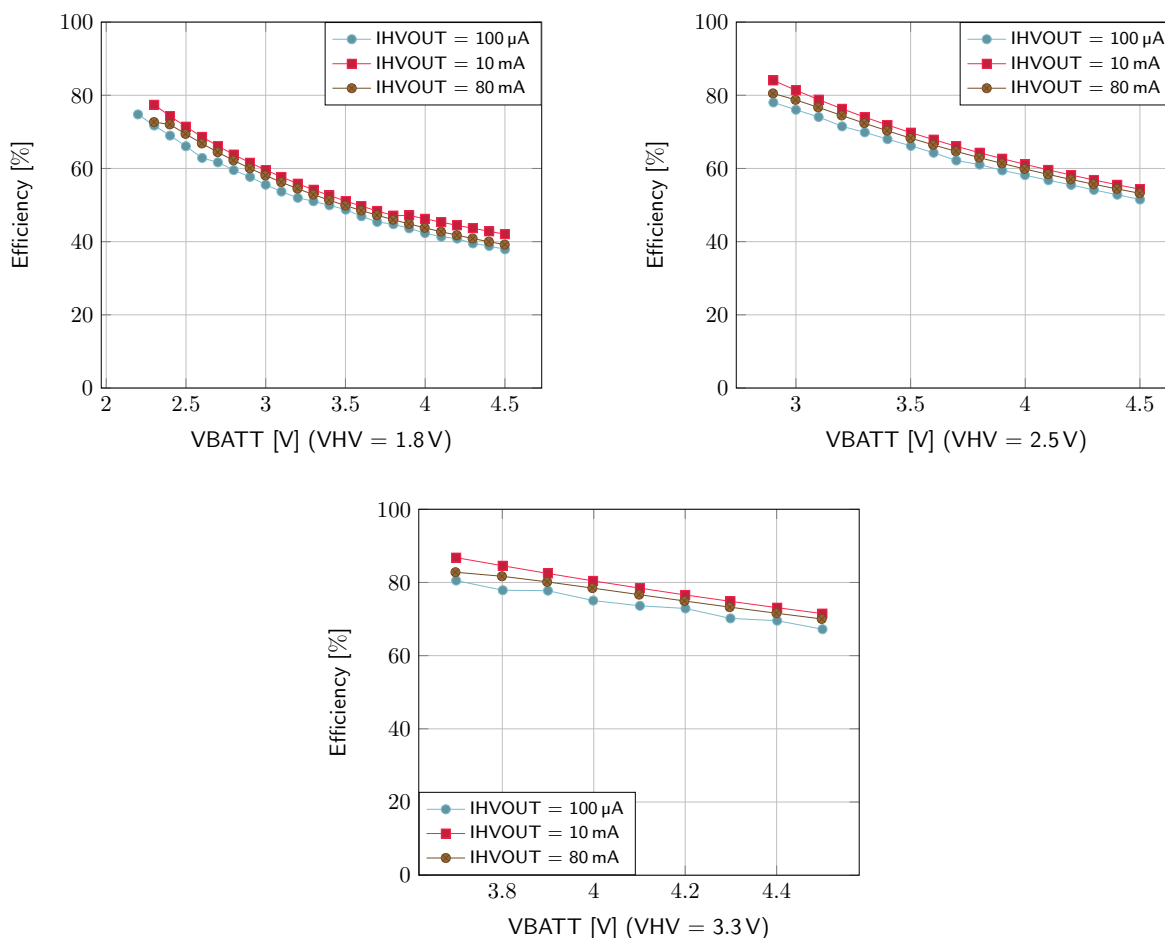 100
80
60
40
20
0
Efficiency [%]
2 2.5 3 3.5 4 4.5
VBATT [V] (VHV = 1.8 V)
IHVOUT = 100 µA
IHVOUT = 10 mA
IHVOUT = 80 mA
100
80
60
40
20
0
Efficiency [%]
3 3.5 4 4.5
VBATT [V] (VHV = 2.5 V)
IHVOUT = 100 µA
IHVOUT = 10 mA
IHVOUT = 80 mA
100
80
60
40
20
0
Efficiency [%]
3.8 4 4.2 4.4
VBATT [V] (VHV = 3.3 V)
IHVOUT = 100 µA
IHVOUT = 10 mA
IHVOUT = 80 mA